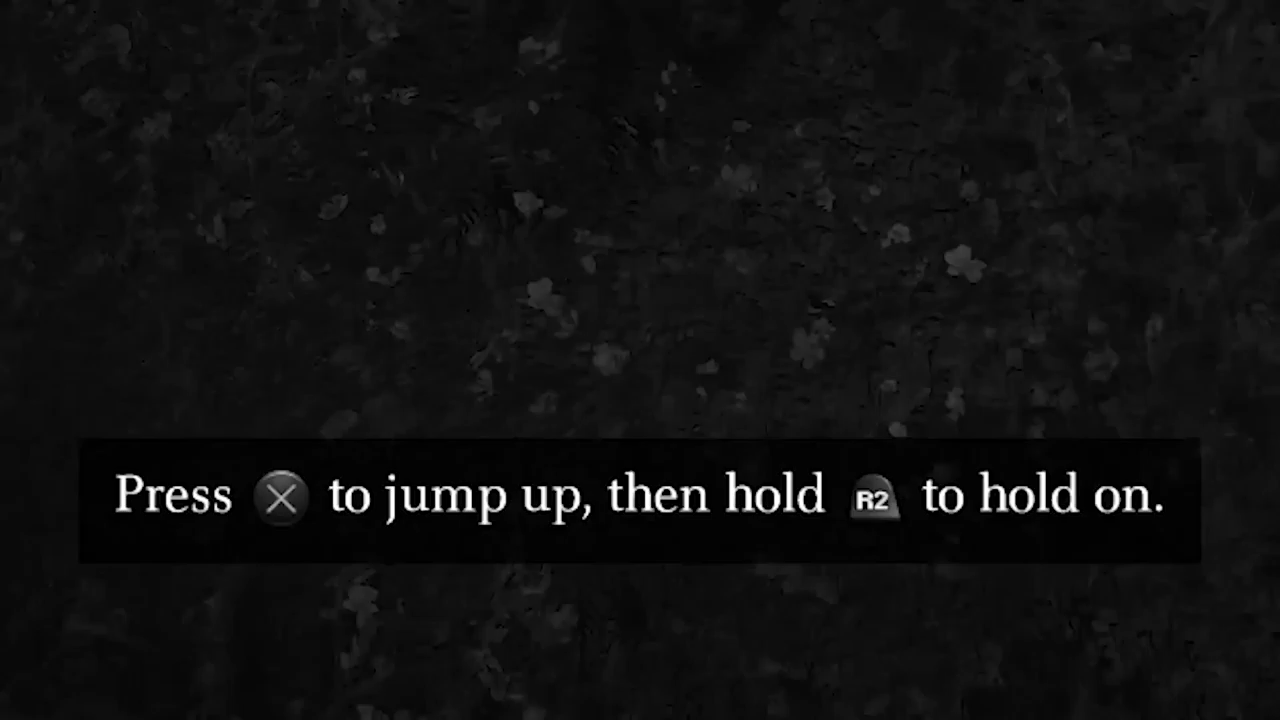 Press ⓧ to jump up, then hold R2 to hold on.